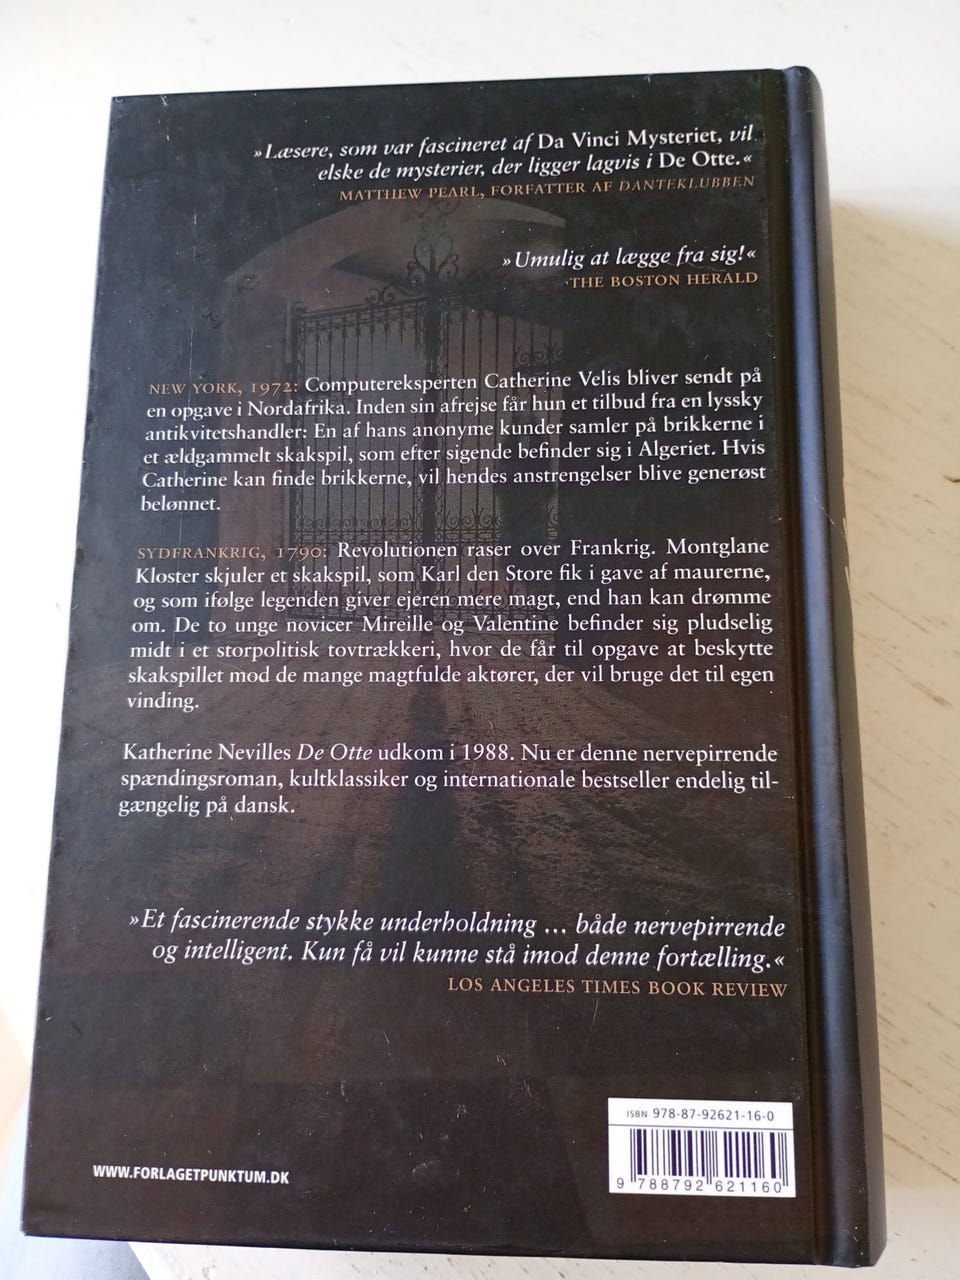 »Læsere, som var fascineret af Da Vinci Mysteriet, vil
elske de mysterier, der ligger lagvis i De Otte.«
MATTHEW PEARL, FORFATTER AF DANTEKLUBBEN
»Umulig at lægge fra sig!«
THE BOSTON HERALD
NEW YORK, 1972: Computereksperten Catherine Velis bliver sendt på
en opgave i Nordafrika. Inden sin afrejse får hun et tilbud fra en lyssky
antikvitetshandler: En af hans anonyme kunder samler på brikkerne i
et ældgammelt skakspil, som efter sigende befinder sig i Algeriet. Hvis
Catherine kan finde brikkerne, vil hendes anstrengelser blive generøst
belønnet.
SYDFRANKRIG, 1790: Revolutionen raser over Frankrig. Montglane
Kloster skjuler et skakspil, som Karl den Store fik i gave af maurerne,
og som ifølge legenden giver ejeren mere magt, end han kan drømme
om. De to unge novicer Mireille og Valentine befinder sig pludselig
midt i et storpolitisk tovtrækkeri, hvor de får til opgave at beskytte
skakspillet mod de mange magtfulde aktører, der vil bruge det til egen
vinding.
Katherine Nevilles De Otte udkom i 1988. Nu er denne nervepirrende
spændingsroman, kultklassiker og internationale bestseller endelig til-
gængelig på dansk.
»Et fascinerende stykke underholdning ... både nervepirrende
og intelligent. Kun få vil kunne stå imod denne fortælling.«
LOS ANGELES TIMES BOOK REVIEW
ISBN 978-87-92621-16-0
9 788792 621160
WWW.FORLAGETPUNKTUM.DK